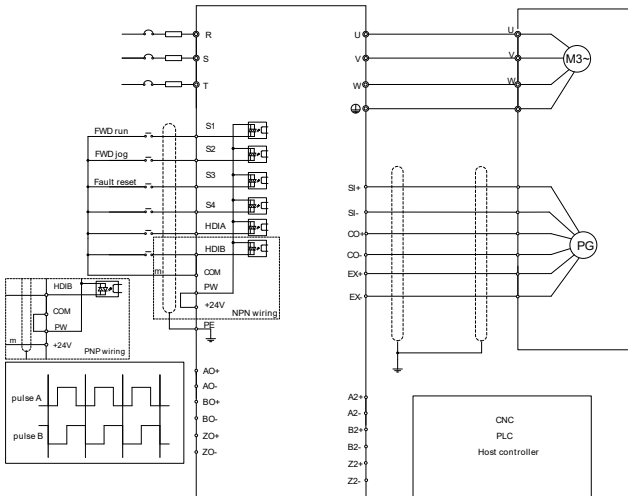 R
S
T
U
V
W
U
V
W
M3~
FWD run
FWD jog
Fault reset
S1
S2
S3
S4
HDIA
HDIB
COM
PW
+24V
PE
m
NPN wiring
HDIB
COM
PW
+24V
m
PNP wiring
pulse A
pulse B
AO+
AO-
BO+
BO-
ZO+
ZO-
SI+
SI-
CO+
CO-
EX+
EX-
PG
A2+
A2-
B2+
B2-
Z2+
Z2-
CNC
PLC
Host controller